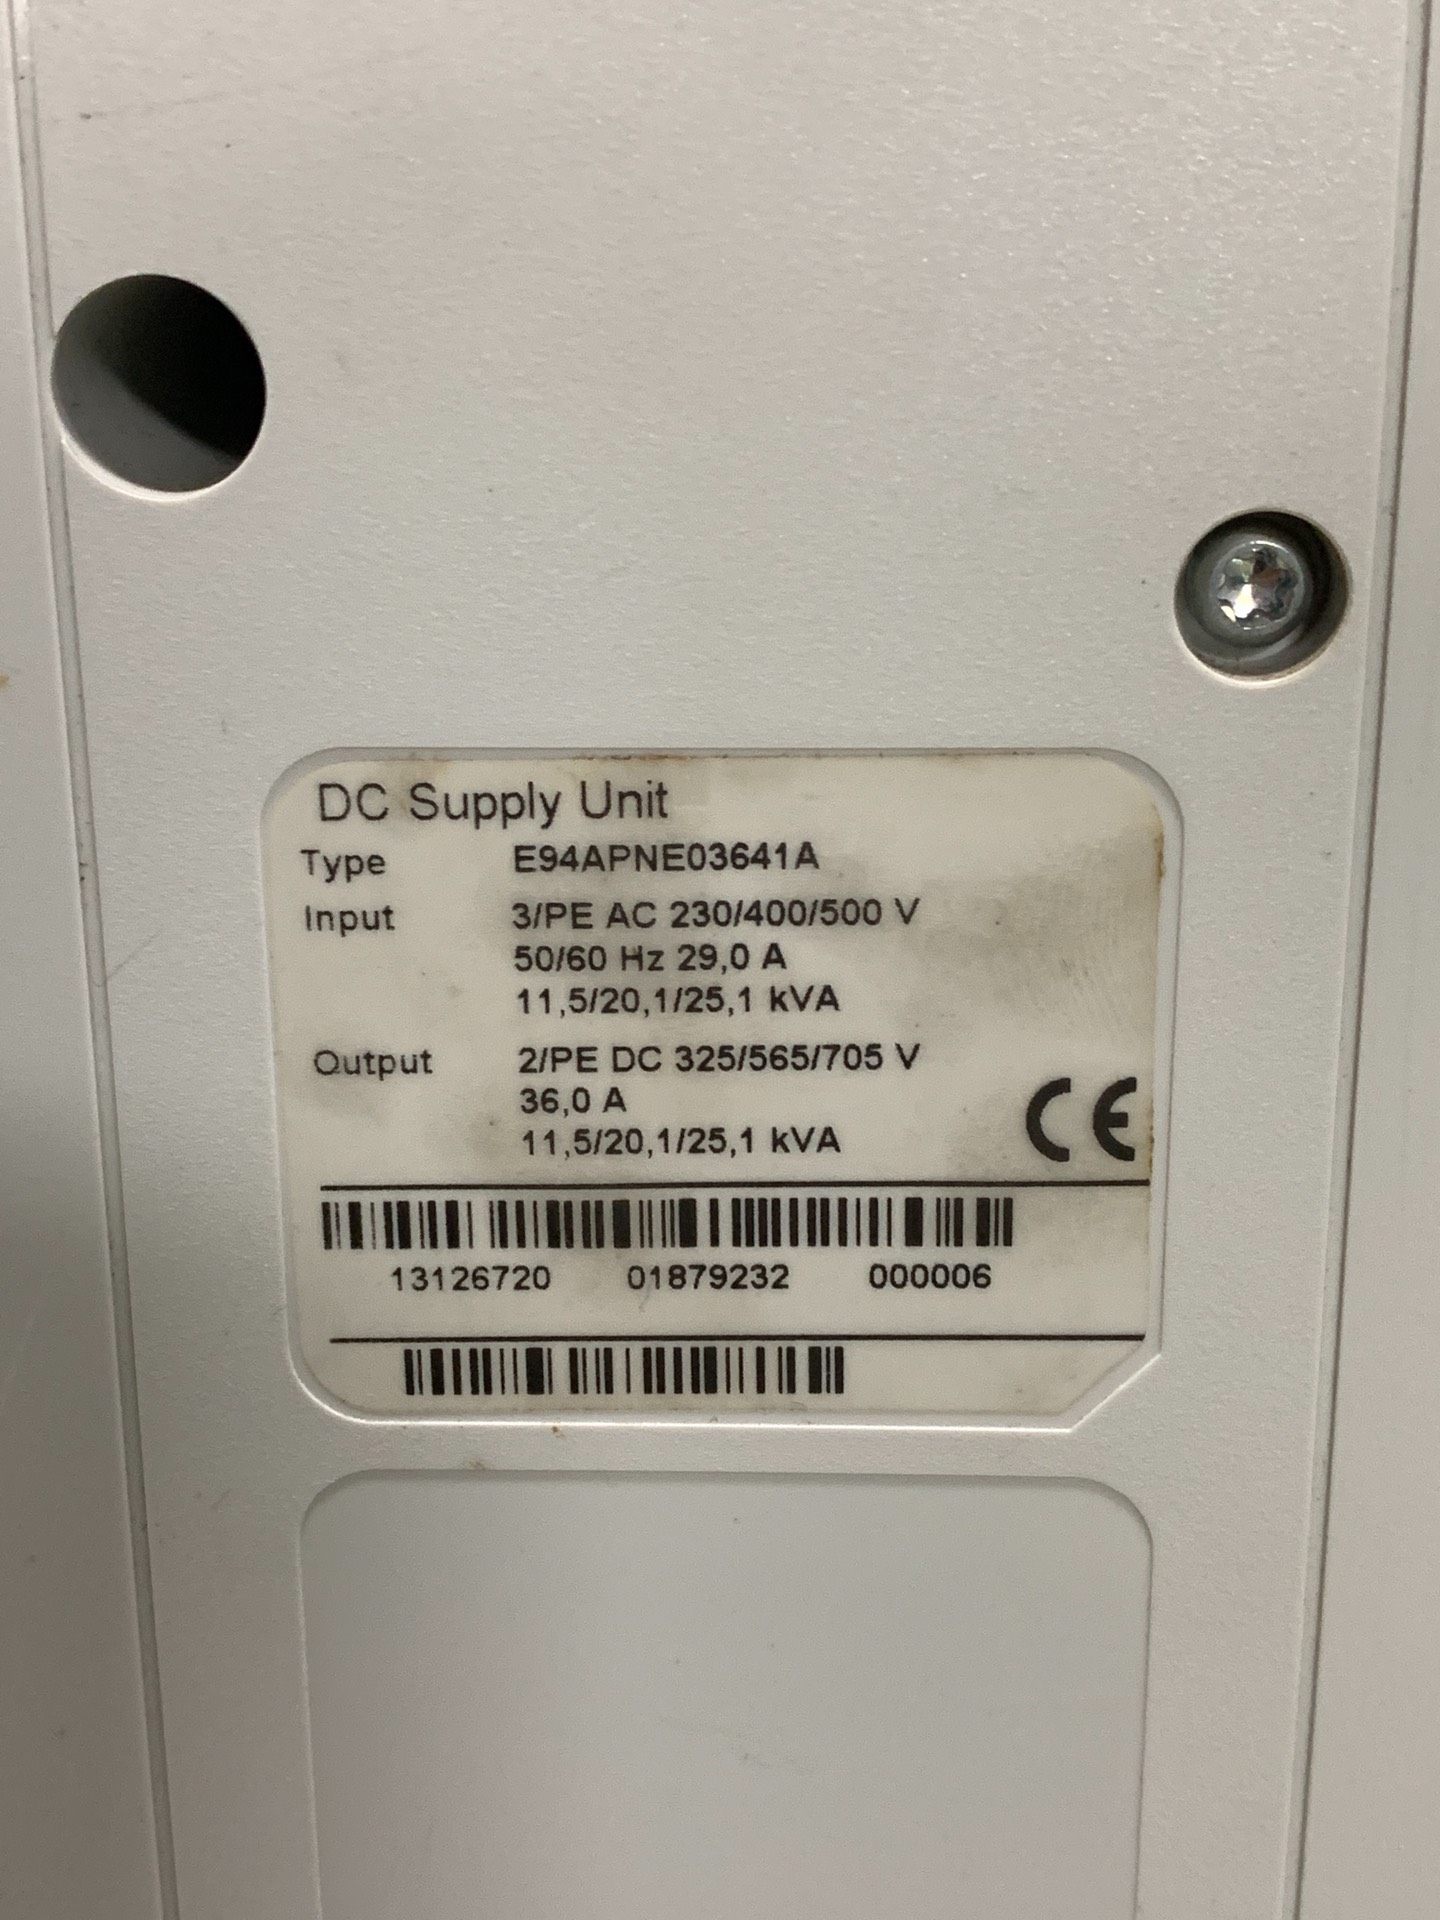 DC Supply Unit
Type E94APNE03641A
Input 3/PE AC 230/400/500 V
50/60 Hz 29,0 A
11,5/20,1/25,1 kVA
Output 2/PE DC 325/565/705 V
36,0 A
11,5/20,1/25,1 kVA
CE
13126720 01879232 000006